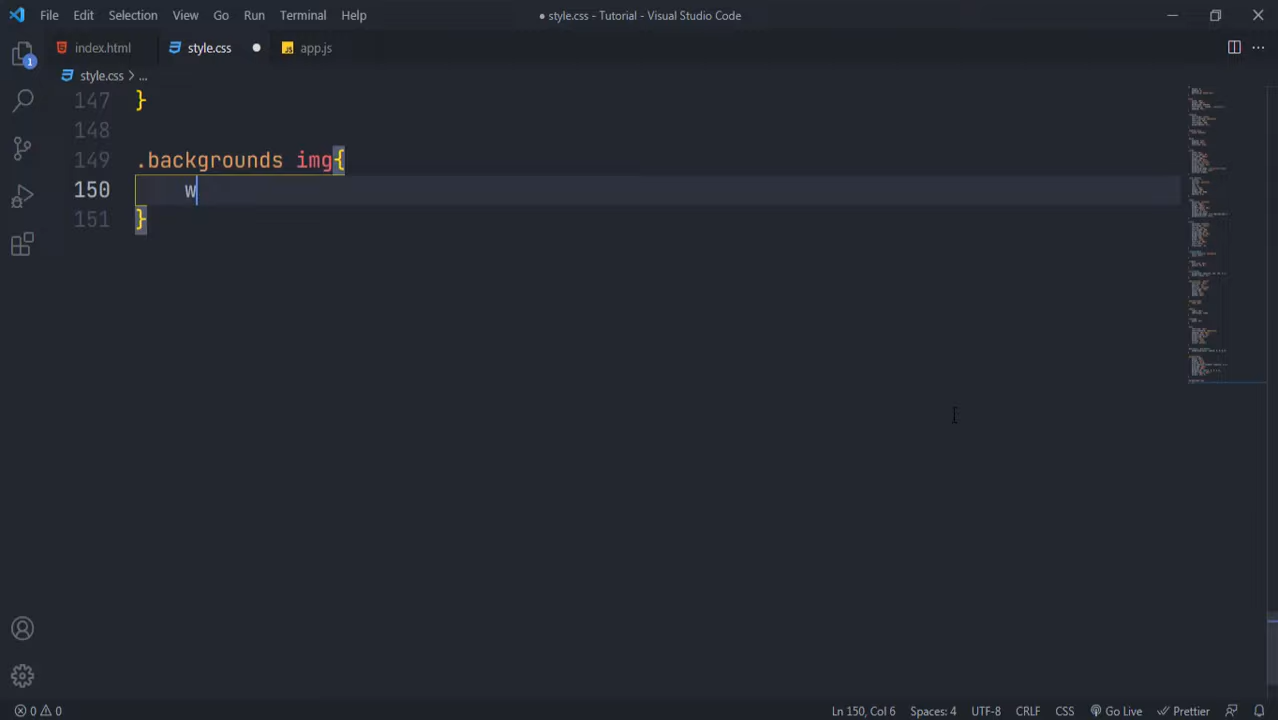 File Edit Selection View Go Run Terminal Help ● style.css - Tutorial - Visual Studio Code
index.html style.css ● JS app.js
style.css > ...
147 }
148
149 .backgrounds img{
150 w
151 }
1
0 0 Ln 150, Col 6 Spaces: 4 UTF-8 CRLF CSS Go Live Prettier